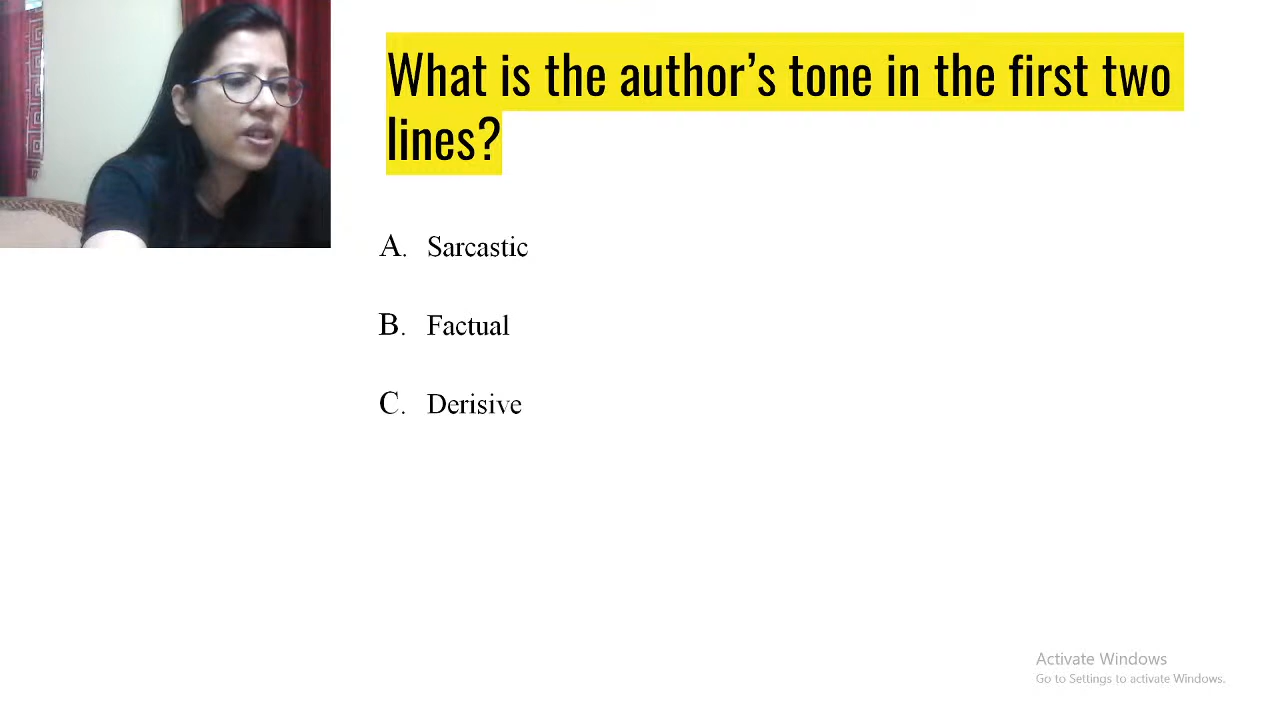 What is the author’s tone in the first two
lines?
A. Sarcastic
B. Factual
C. Derisive
Activate Windows
Go to Settings to activate Windows.